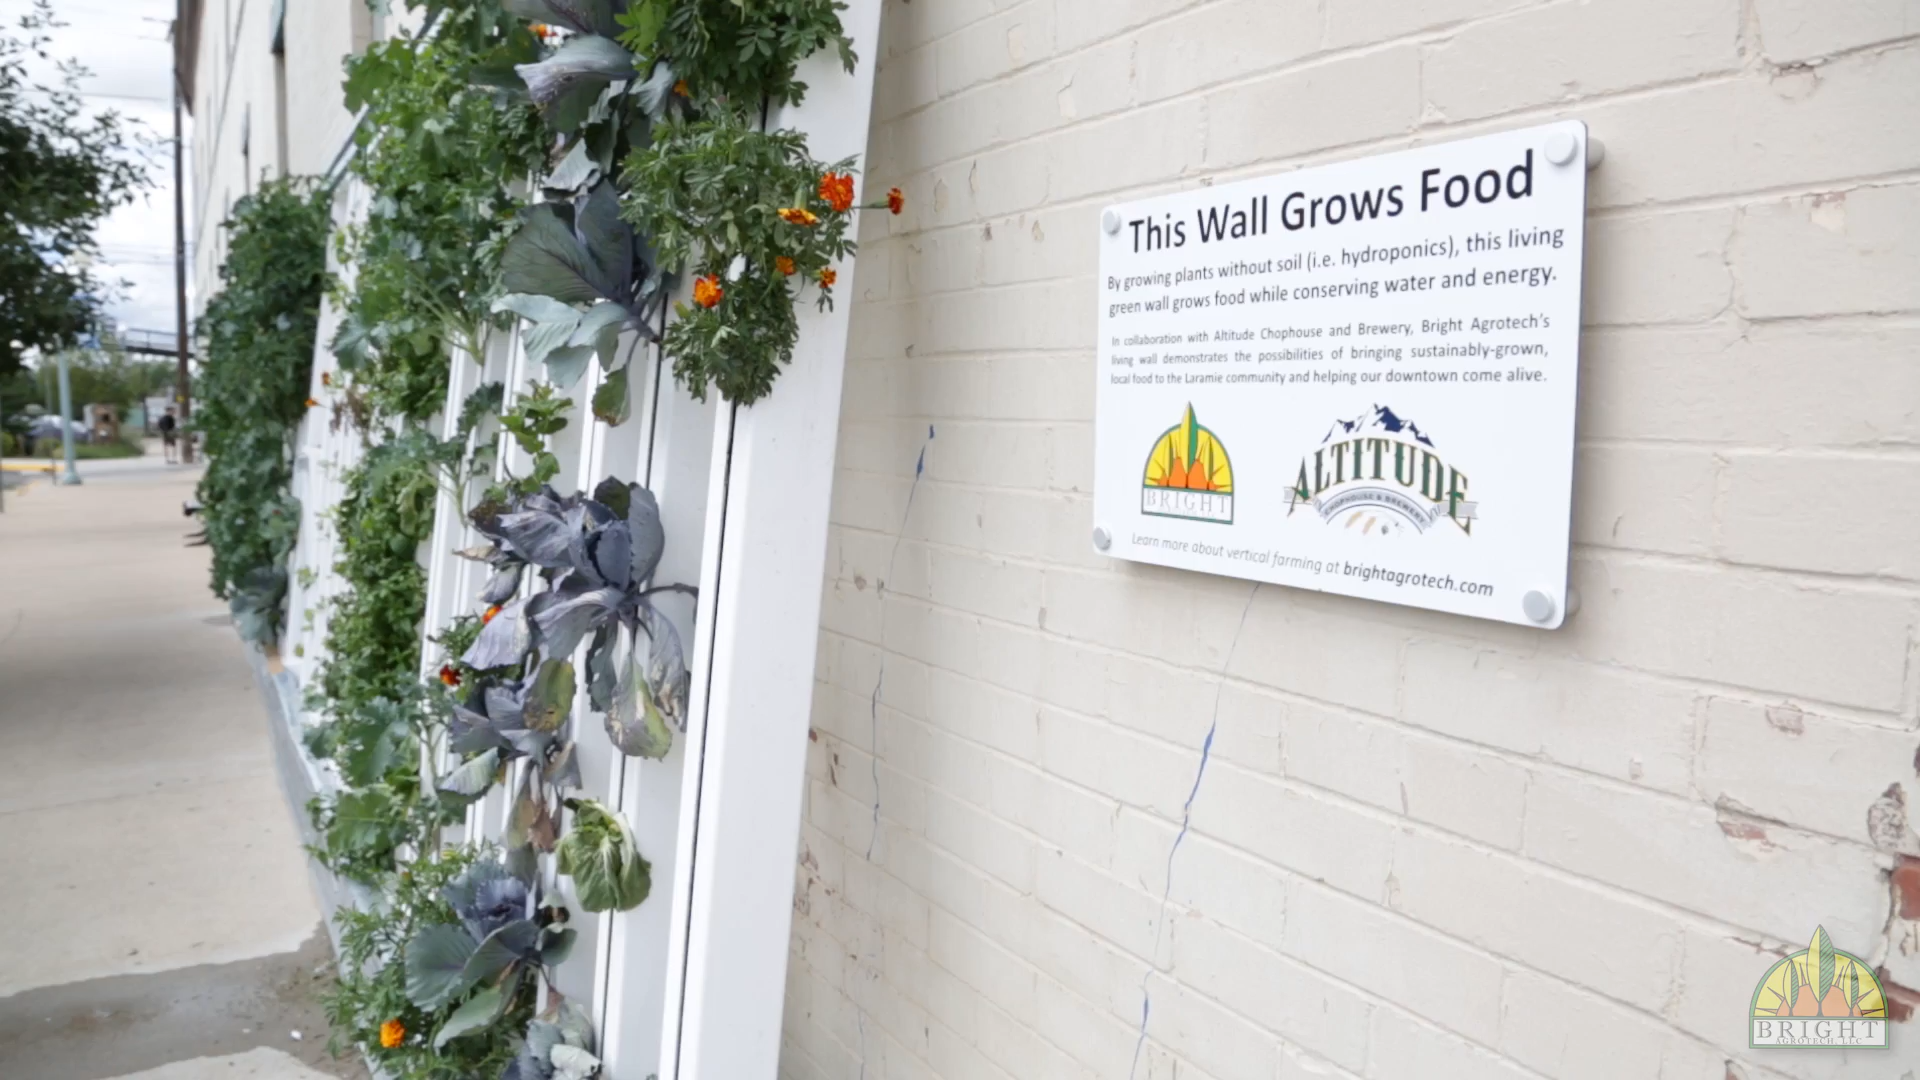 This Wall Grows Food
By growing plants without soil (i.e. hydroponics), this living
green wall grows food while conserving water and energy.
In collaboration with Altitude Chophouse and Brewery, Bright Agrotech's
living wall demonstrates the possibilities of bringing sustainably-grown,
local food to the Laramie community and helping our downtown come alive.
BRIGHT
ALTITUDE
CHOPHOUSE & BREWERY
Learn more about vertical farming at brightagrotech.com
BRIGHT
AGROTECH, LLC